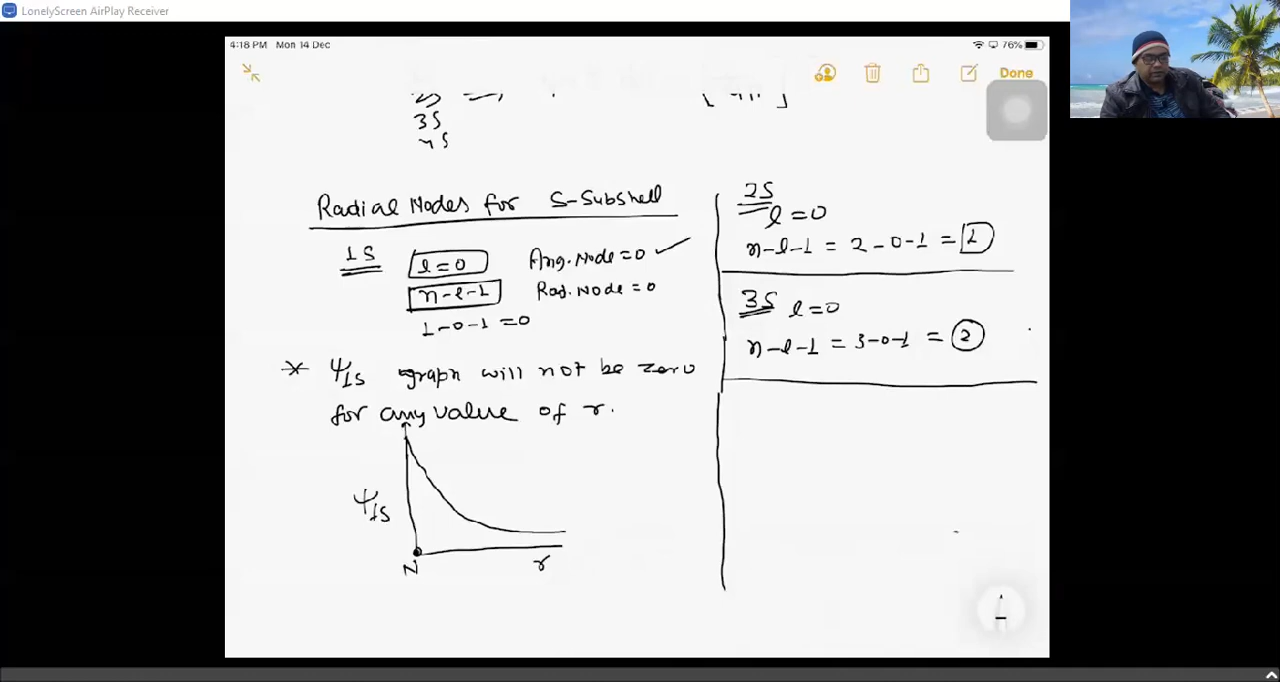 LonelyScreen AirPlay Receiver
4:18 PM Mon 14 Dec
76%
Done
3S
4S
Radial Nodes for S-Subshell
1S l=0 Ang. Node = 0 ✓
n-l-1 Rad. Node = 0
1-0-1 = 0
* Ψ1S graph will not be zero
for any value of r.
Ψ1S
N r
2S
l = 0
n-l-1 = 2-0-1 = 1
3S l=0
n-l-1 = 3-0-1 = 2